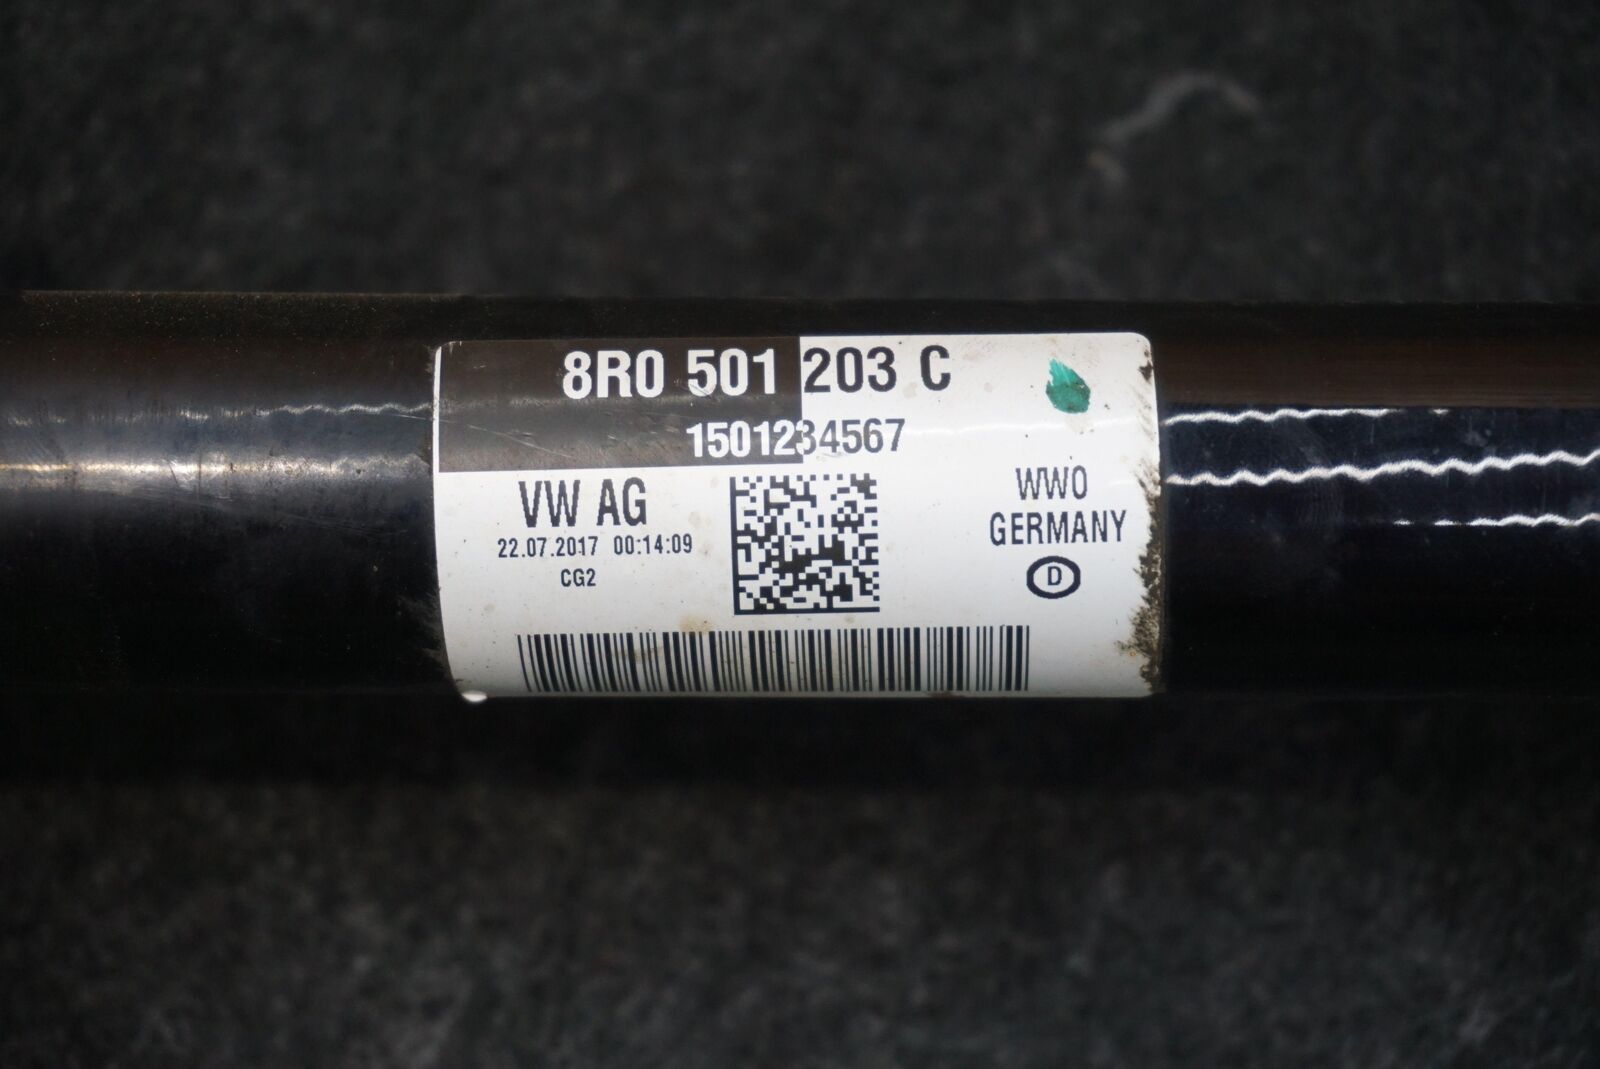 8R0 501 203 C
1501234567
VW AG
22.07.2017 00:14:09
CG2
WWO
GERMANY
D